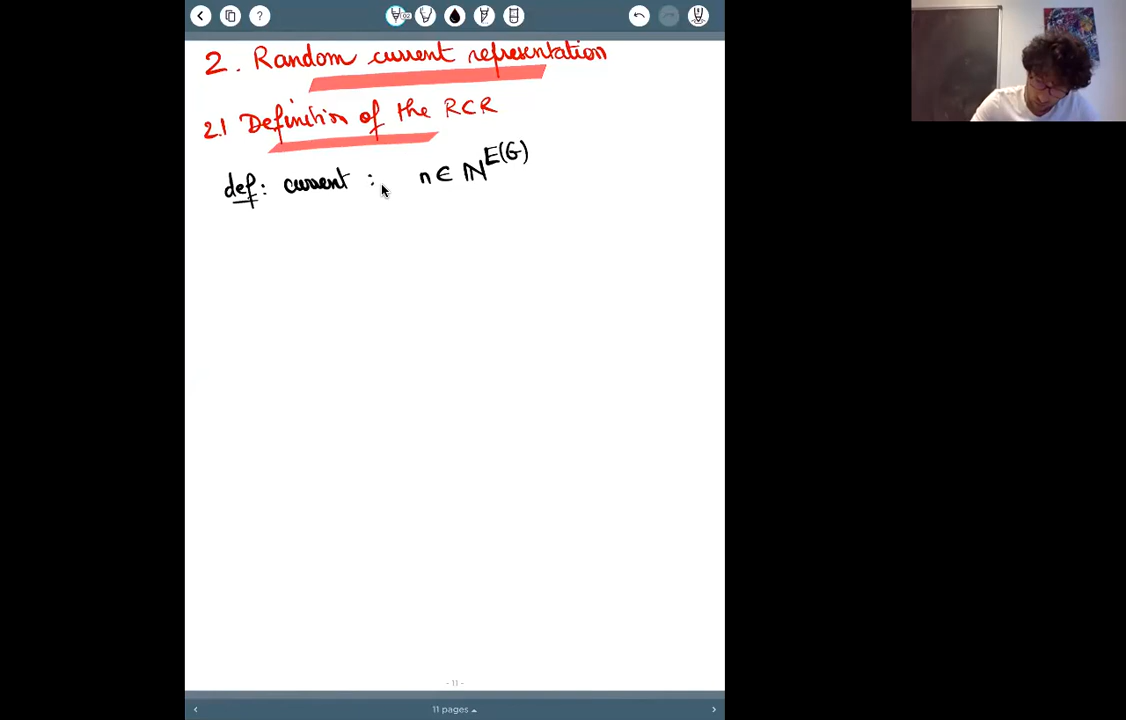 ?
2. Random current representation
2.1 Definition of the RCR
def: current : n ∈ ℕ^E(G)
- 11 -
11 pages